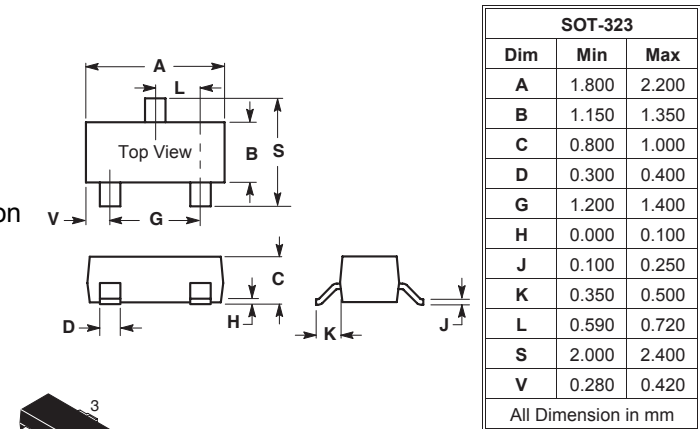 A
L
Top View
B
S
on
V
G
C
D
H
K
J
3
SOT-323
Dim Min Max
A 1.800 2.200
B 1.150 1.350
C 0.800 1.000
D 0.300 0.400
G 1.200 1.400
H 0.000 0.100
J 0.100 0.250
K 0.350 0.500
L 0.590 0.720
S 2.000 2.400
V 0.280 0.420
All Dimension in mm